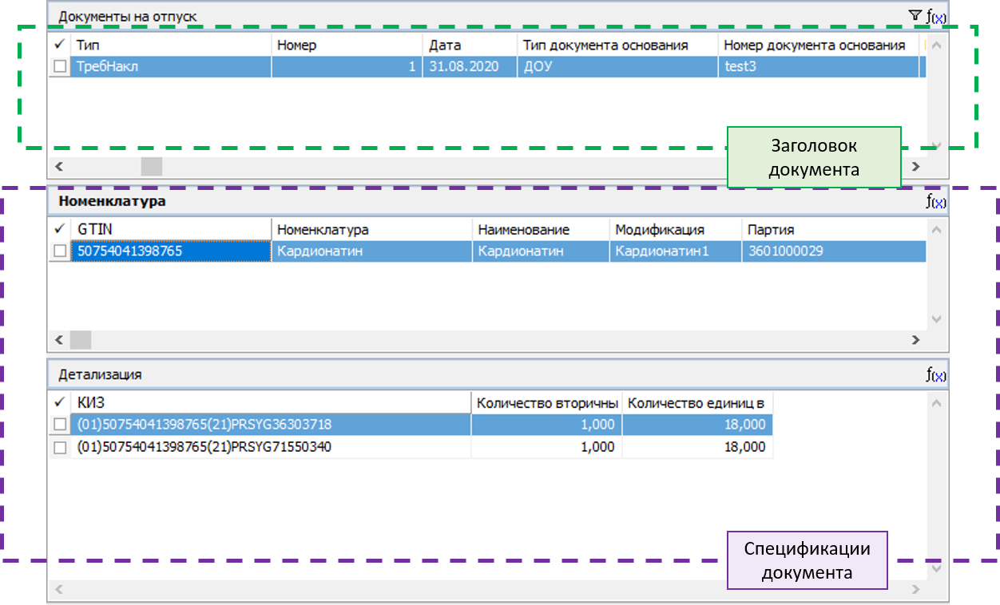 Документы на отпуск f(x)
✓ Тип Номер Дата Тип документа основания Номер документа основания
ТребНакл 1 31.08.2020 ДОУ test3
Заголовок
документа
Номенклатура f(x)
✓ GTIN Номенклатура Наименование Модификация Партия
50754041398765 Кардионатин Кардионатин Кардионатин1 3601000029
Детализация f(x)
✓ КИЗ Количество вторичны Количество единиц в
(01)50754041398765(21)PRSYG36303718 1,000 18,000
(01)50754041398765(21)PRSYG71550340 1,000 18,000
Спецификации
документа